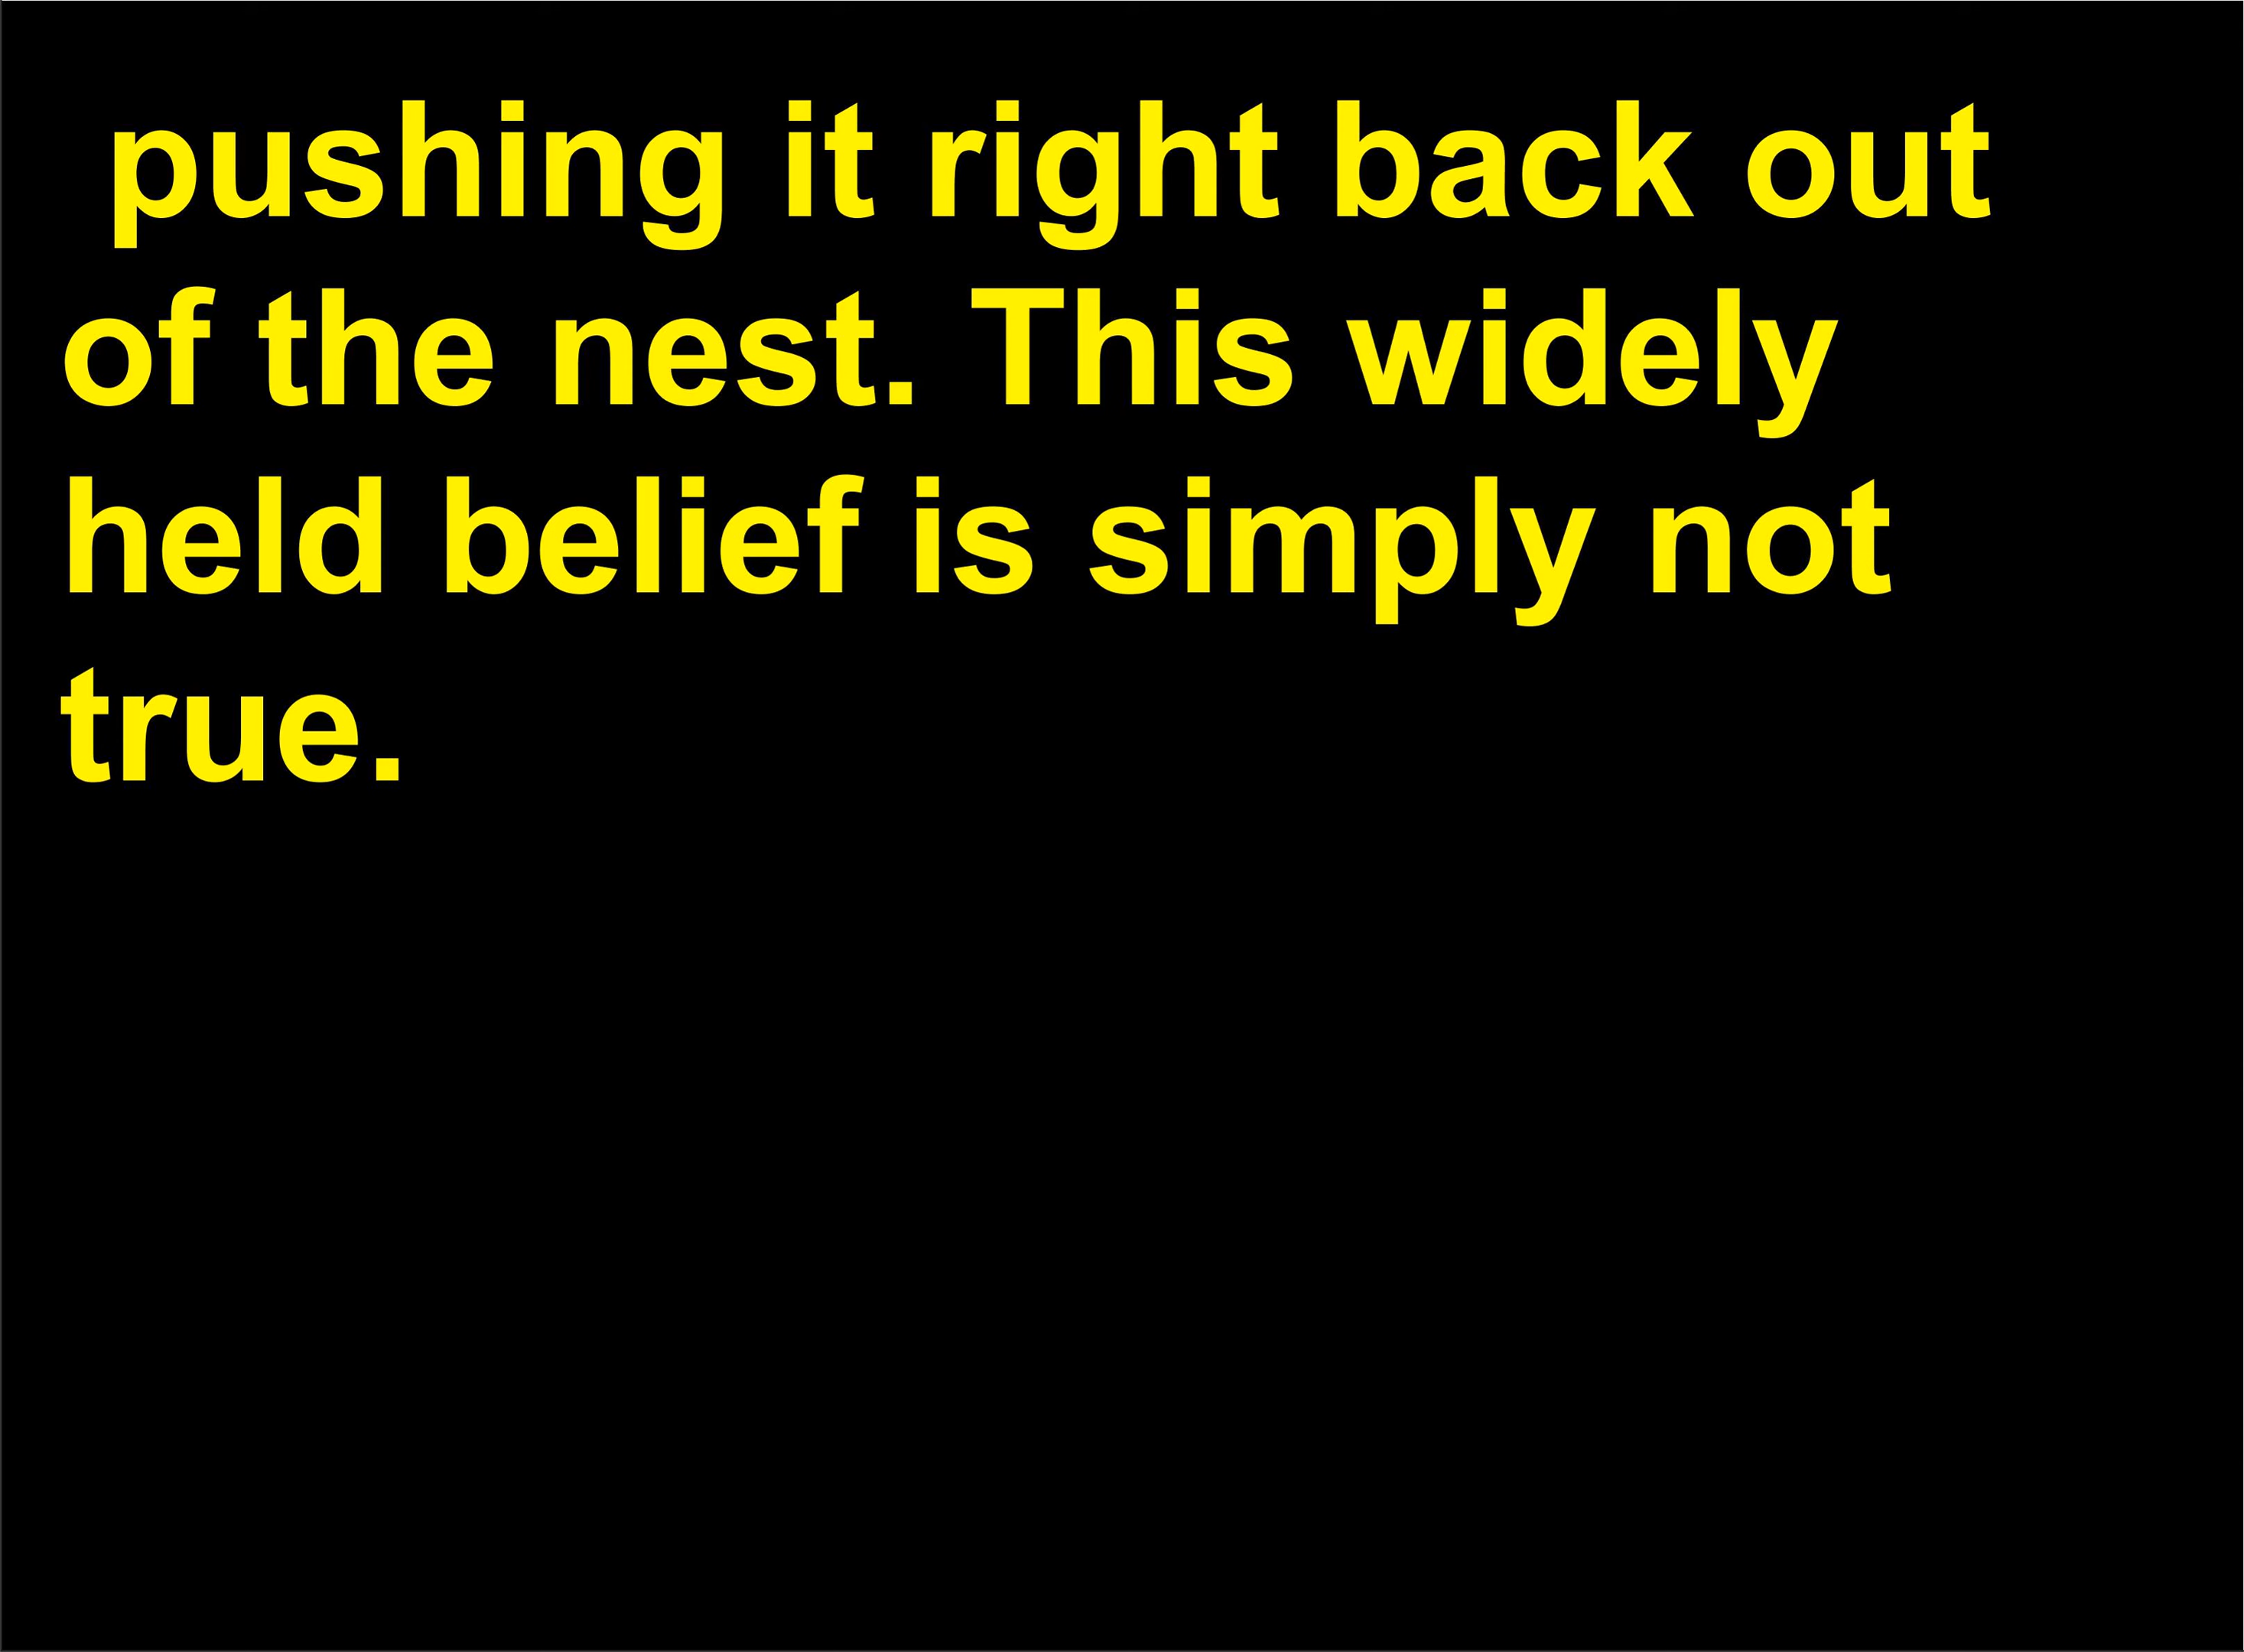 pushing it right back out
of the nest. This widely
held belief is simply not
true.